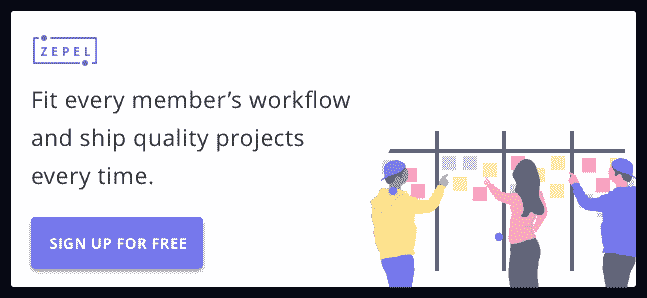 ZEPEL
Fit every member’s workflow
and ship quality projects
every time.
SIGN UP FOR FREE